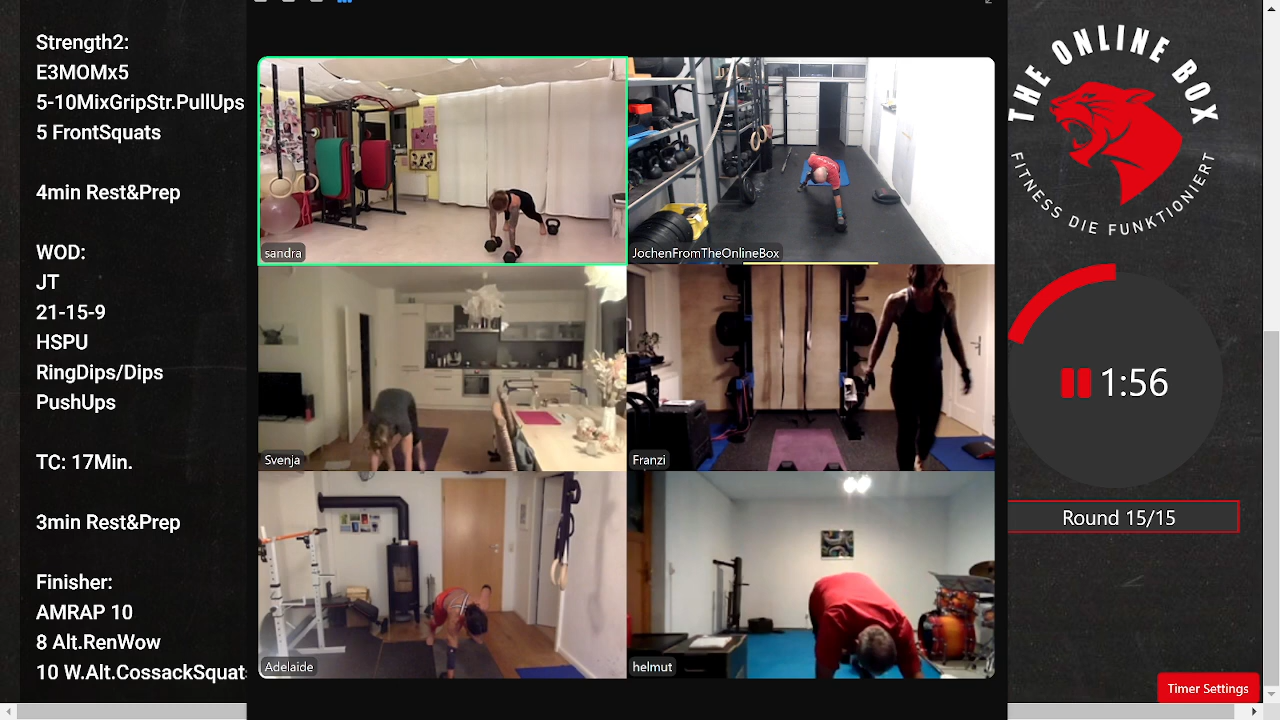 Strength2:
E3MOMx5
5-10MixGripStr.PullUps
5 FrontSquats
4min Rest&Prep
WOD:
JT
21-15-9
HSPU
RingDips/Dips
PushUps
TC: 17Min.
3min Rest&Prep
Finisher:
AMRAP 10
8 Alt.RenWow
10 W.Alt.CossackSquats
sandra
JochenFromTheOnlineBox
Svenja
Franzi
Adelaide
helmut
THE ONLINE BOX
FITNESS DIE FUNKTIONIERT
1:56
Round 15/15
Timer Settings